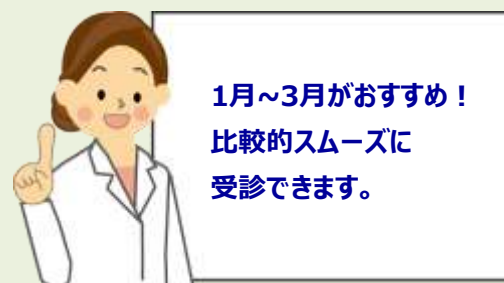 1月~3月がおすすめ！
比較的スムーズに
受診できます。